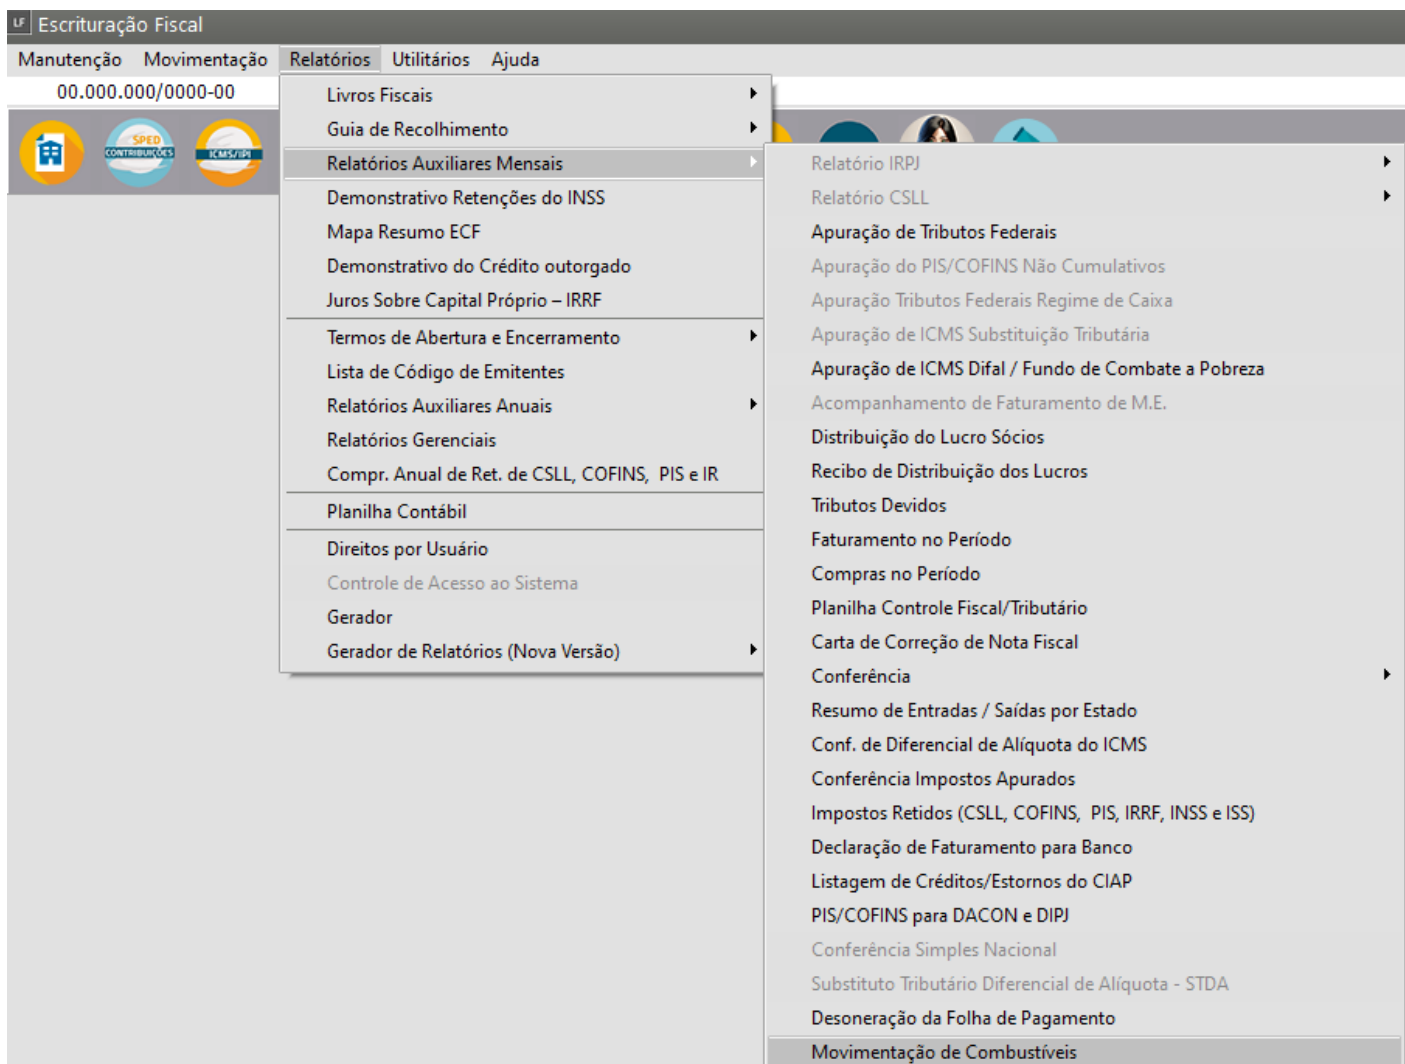 LF Escrituração Fiscal
Manutenção Movimentação Relatórios Utilitários Ajuda
00.000.000/0000-00
SPED
CONTRIBUIÇÕES
ICMS/IPI
Livros Fiscais
Guia de Recolhimento
Relatórios Auxiliares Mensais
Demonstrativo Retenções do INSS
Mapa Resumo ECF
Demonstrativo do Crédito outorgado
Juros Sobre Capital Próprio – IRRF
Termos de Abertura e Encerramento
Lista de Código de Emitentes
Relatórios Auxiliares Anuais
Relatórios Gerenciais
Compr. Anual de Ret. de CSLL, COFINS, PIS e IR
Planilha Contábil
Direitos por Usuário
Controle de Acesso ao Sistema
Gerador
Gerador de Relatórios (Nova Versão)
Relatório IRPJ
Relatório CSLL
Apuração de Tributos Federais
Apuração do PIS/COFINS Não Cumulativos
Apuração Tributos Federais Regime de Caixa
Apuração de ICMS Substituição Tributária
Apuração de ICMS Difal / Fundo de Combate a Pobreza
Acompanhamento de Faturamento de M.E.
Distribuição do Lucro Sócios
Recibo de Distribuição dos Lucros
Tributos Devidos
Faturamento no Período
Compras no Período
Planilha Controle Fiscal/Tributário
Carta de Correção de Nota Fiscal
Conferência
Resumo de Entradas / Saídas por Estado
Conf. de Diferencial de Alíquota do ICMS
Conferência Impostos Apurados
Impostos Retidos (CSLL, COFINS, PIS, IRRF, INSS e ISS)
Declaração de Faturamento para Banco
Listagem de Créditos/Estornos do CIAP
PIS/COFINS para DACON e DIPJ
Conferência Simples Nacional
Substituto Tributário Diferencial de Alíquota - STDA
Desoneração da Folha de Pagamento
Movimentação de Combustíveis